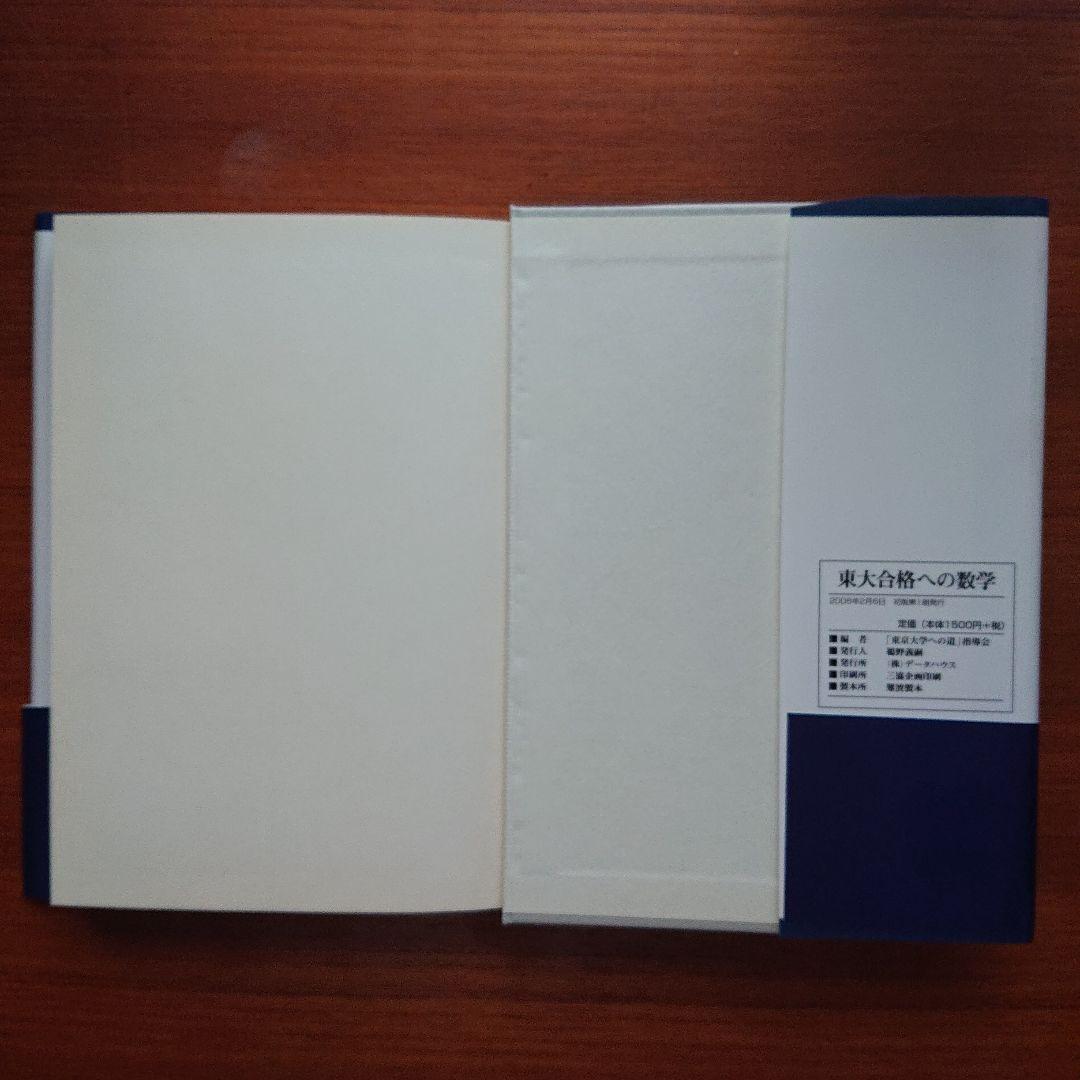 東大合格への数学
2006年2月6日 初版第1刷発行
定価（本体1500円+税）
■編 者 「東京大学への道」指導会
■発行人 鵜野義嗣
■発行所 （株）データハウス
■印刷所 三協企画印刷
■製本所 難波製本